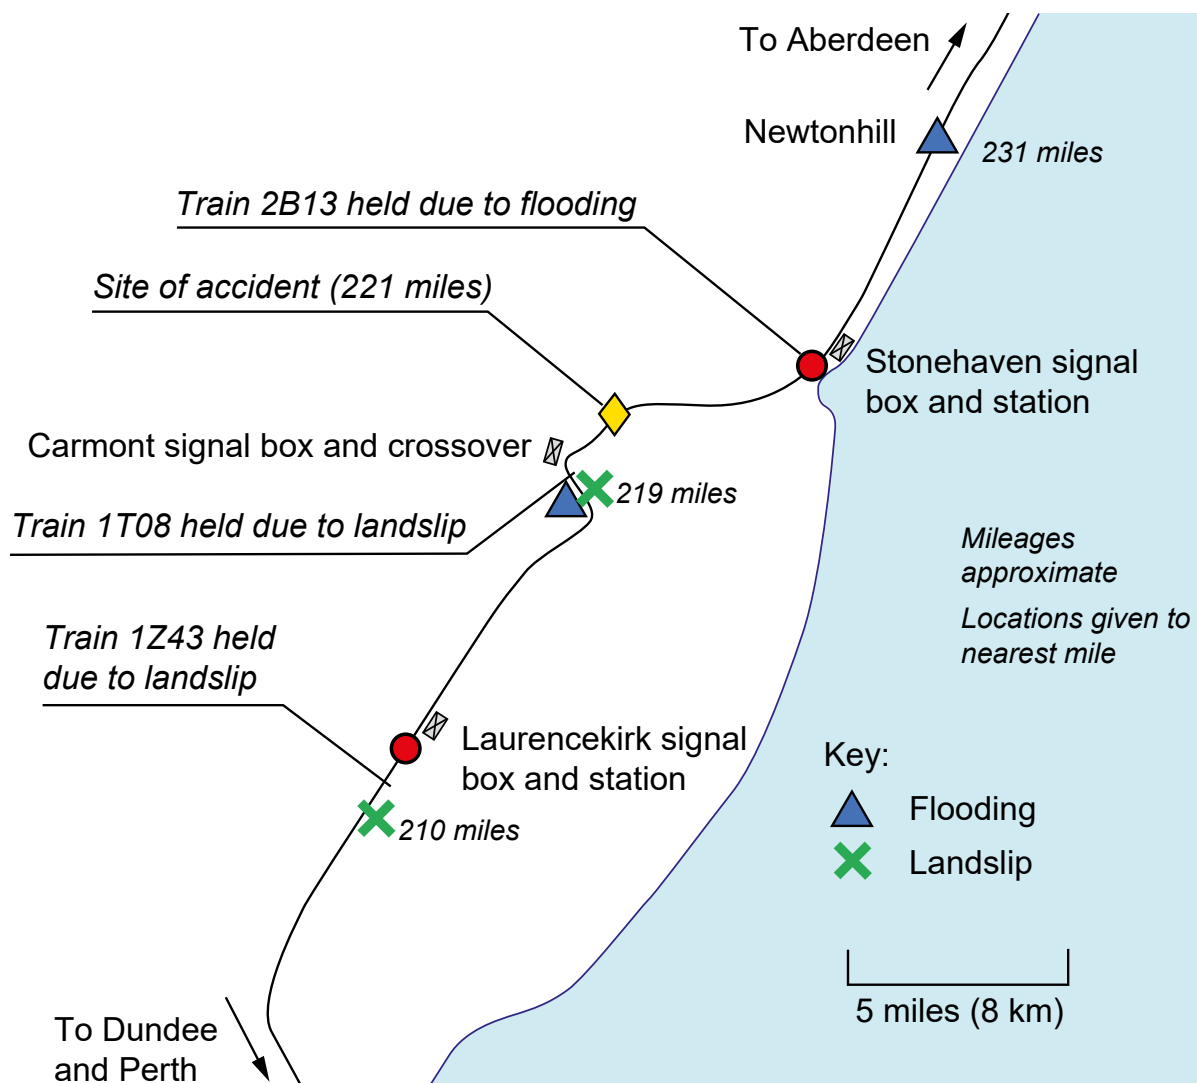 To Aberdeen
Newtonhill
231 miles
Train 2B13 held due to flooding
Site of accident (221 miles)
Stonehaven signal
box and station
Carmont signal box and crossover
219 miles
Train 1T08 held due to landslip
Mileages
approximate
Locations given to
nearest mile
Train 1Z43 held
due to landslip
Laurencekirk signal
box and station
210 miles
Key:
Flooding
Landslip
5 miles (8 km)
To Dundee
and Perth